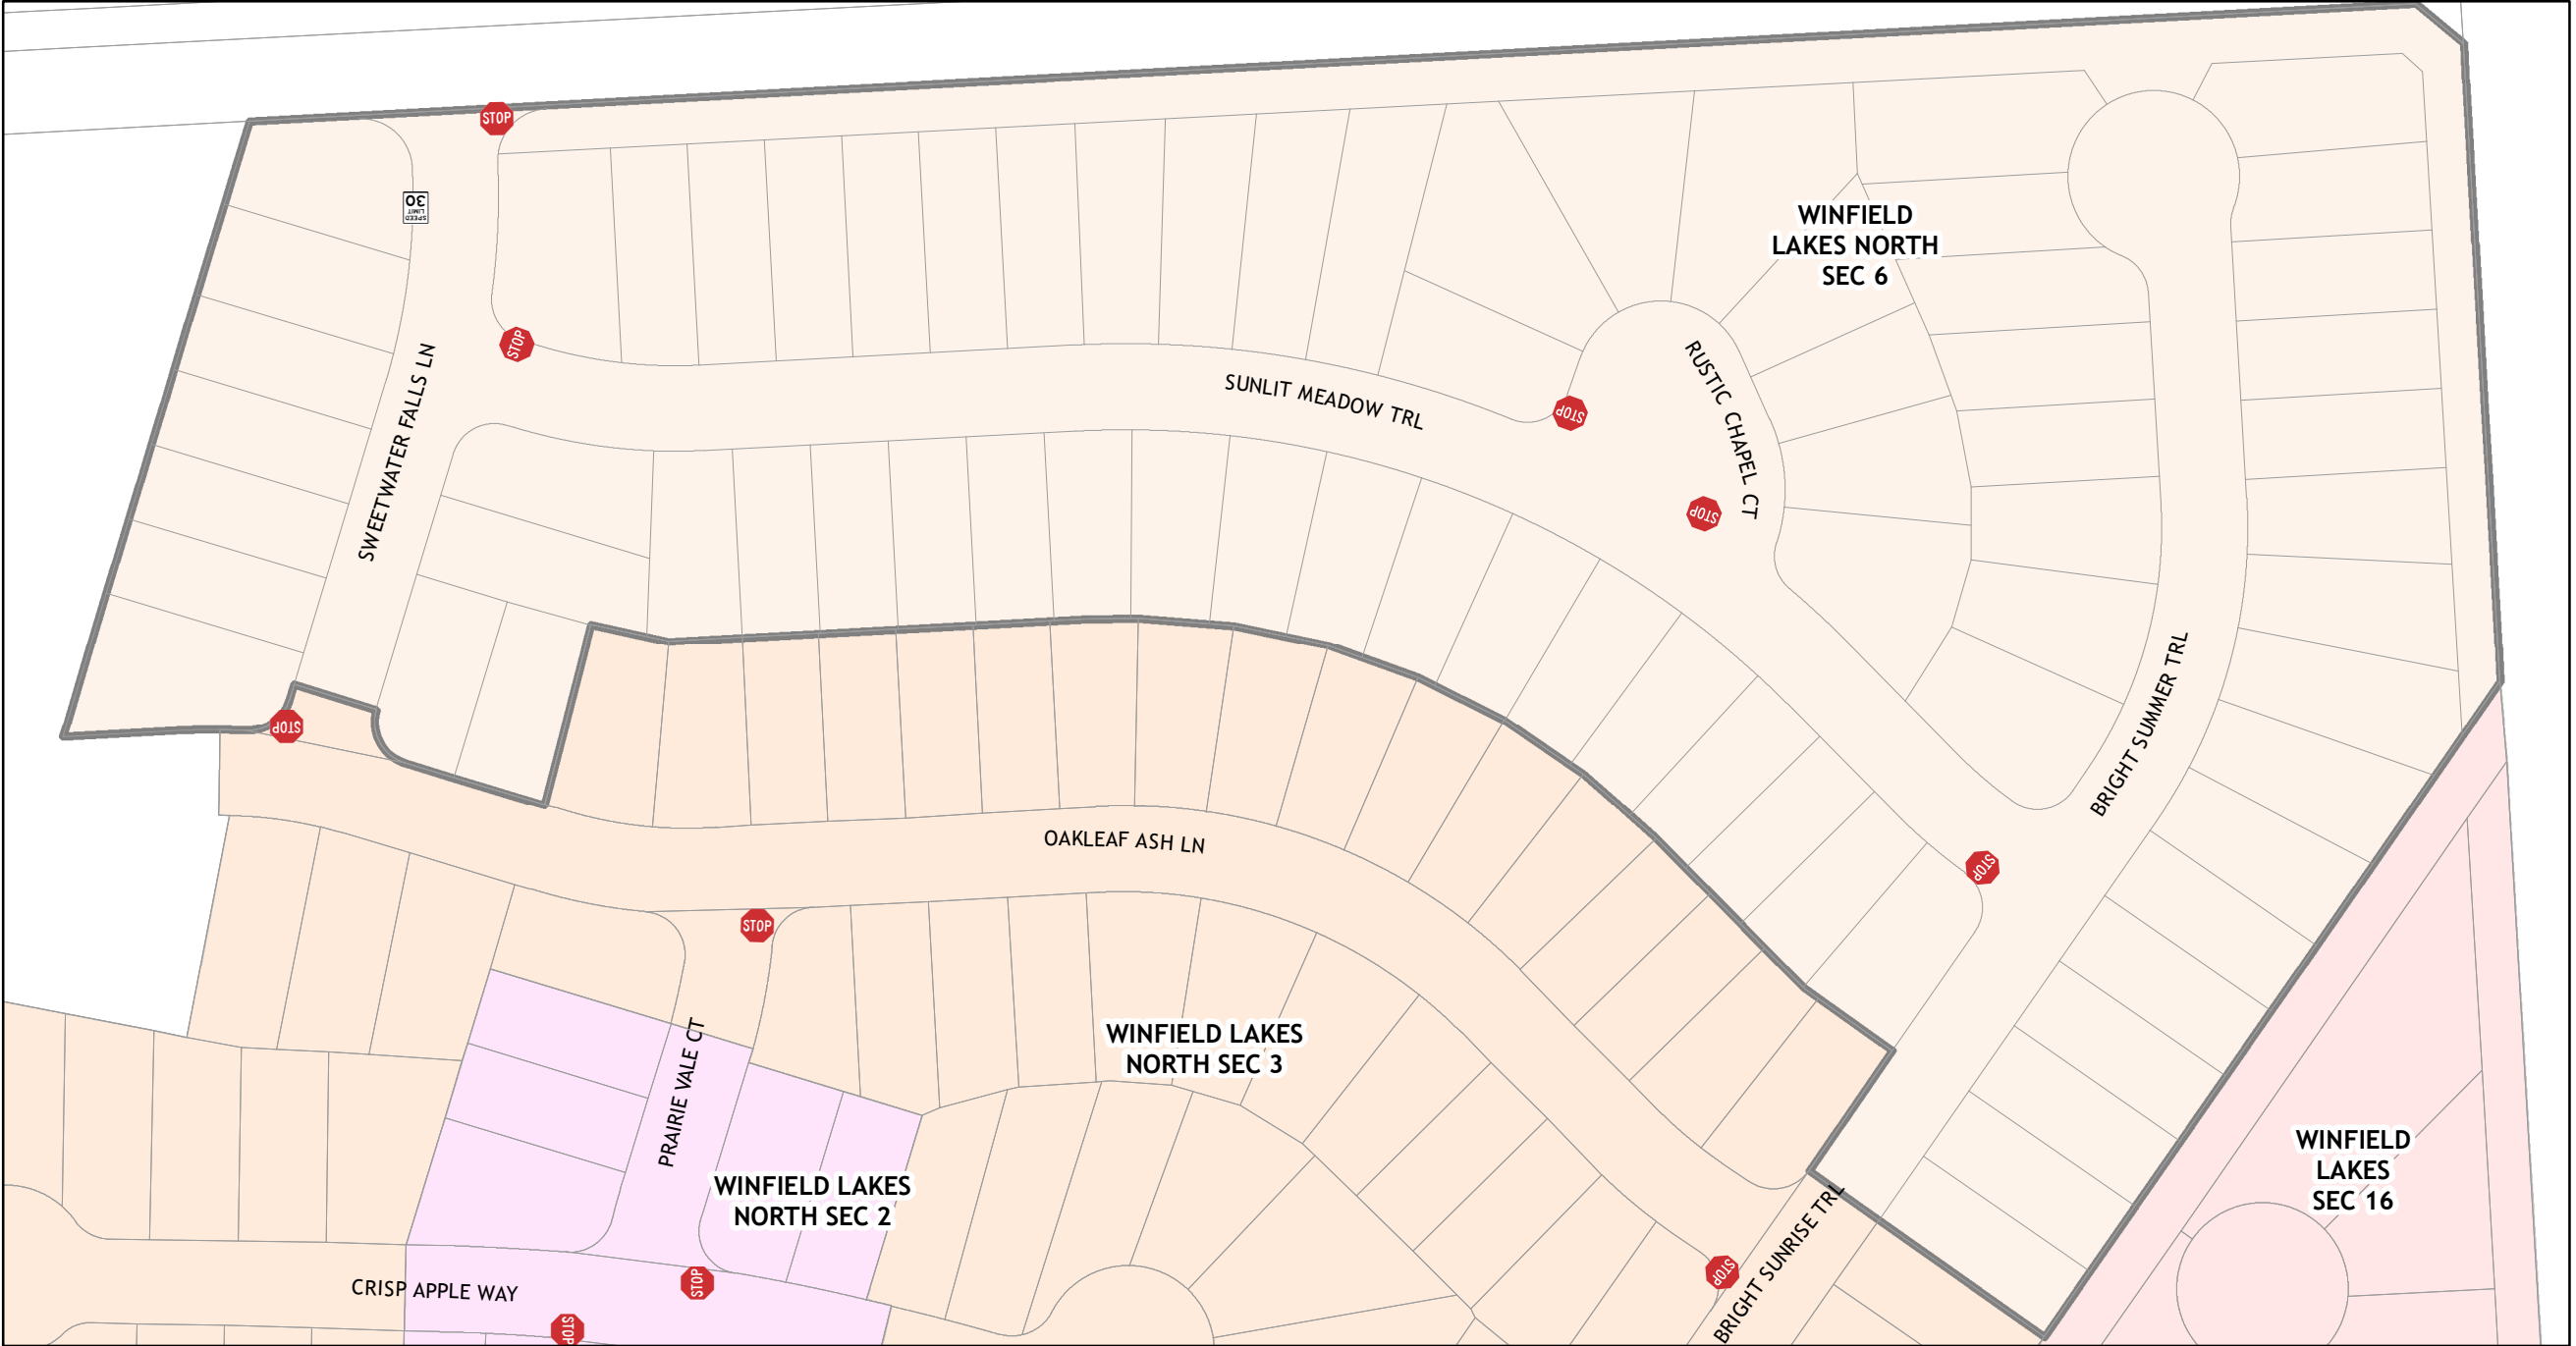 STOP
SPEED
LIMIT
30
WINFIELD
LAKES NORTH
SEC 6
STOP
SWEETWATER FALLS LN
SUNLIT MEADOW TRL
RUSTIC CHAPEL CT
STOP
STOP
BRIGHT SUMMER TRL
STOP
OAKLEAF ASH LN
STOP
STOP
WINFIELD LAKES
NORTH SEC 3
PRAIRIE VALE CT
WINFIELD
LAKES
SEC 16
WINFIELD LAKES
NORTH SEC 2
BRIGHT SUNRISE TRL
STOP
CRISP APPLE WAY
STOP
STOP